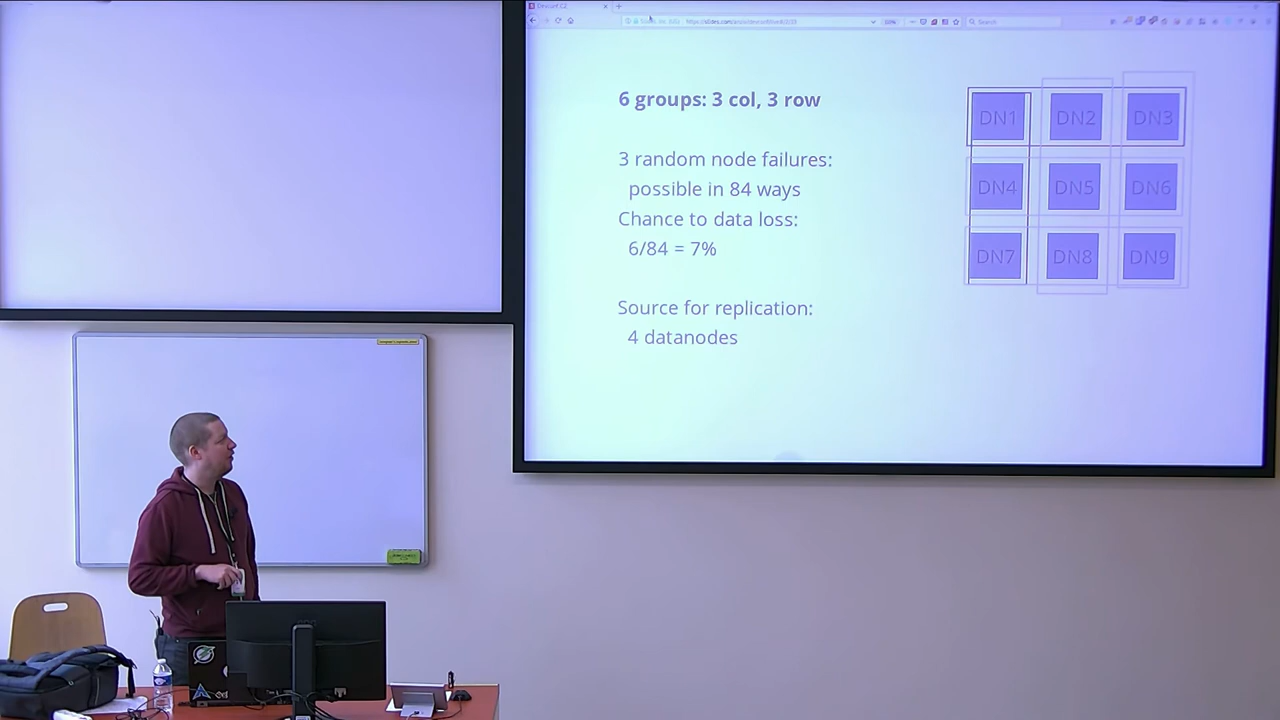 Search
6 groups: 3 col, 3 row
3 random node failures:
possible in 84 ways
Chance to data loss:
6/84 = 7%
Source for replication:
4 datanodes
DN1 DN2 DN3
DN4 DN5 DN6
DN7 DN8 DN9